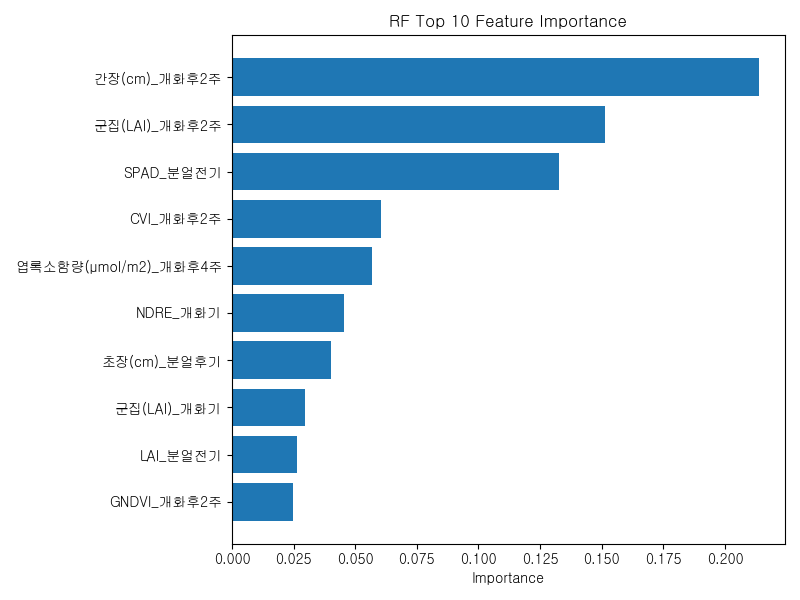 RF Top 10 Feature Importance
간장(cm)_개화후2주
군집(LAI)_개화후2주
SPAD_분얼전기
CVI_개화후2주
엽록소함량(μmol/m2)_개화후4주
NDRE_개화기
초장(cm)_분얼후기
군집(LAI)_개화기
LAI_분얼전기
GNDVI_개화후2주
0.000 0.025 0.050 0.075 0.100 0.125 0.150 0.175 0.200
Importance